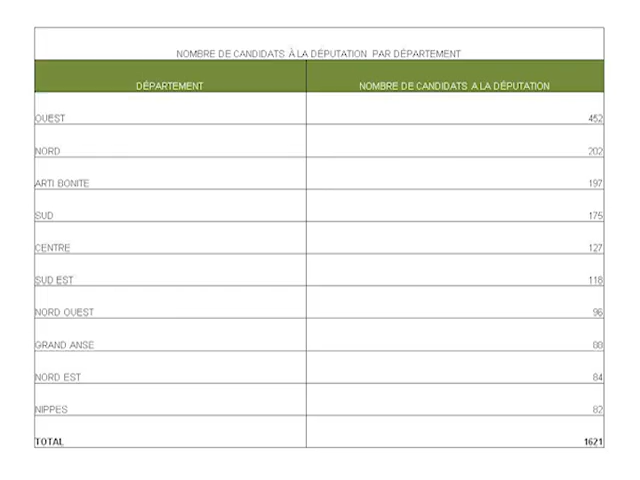 NOMBRE DE CANDIDATS À LA DÉPUTATION PAR DÉPARTEMENT
DÉPARTEMENT NOMBRE DE CANDIDATS A LA DÉPUTATION
OUEST 452
NORD 202
ARTI BONITE 197
SUD 175
CENTRE 127
SUD EST 118
NORD OUEST 96
GRAND ANSE 88
NORD EST 84
NIPPES 82
TOTAL 1621